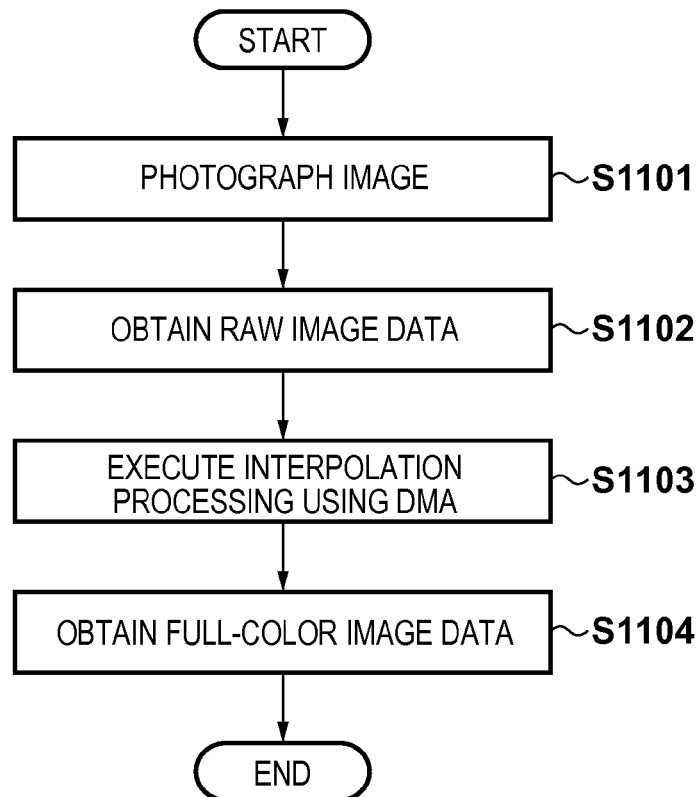 START
PHOTOGRAPH IMAGE
S1101
OBTAIN RAW IMAGE DATA
S1102
EXECUTE INTERPOLATION
PROCESSING USING DMA
S1103
OBTAIN FULL-COLOR IMAGE DATA
S1104
END